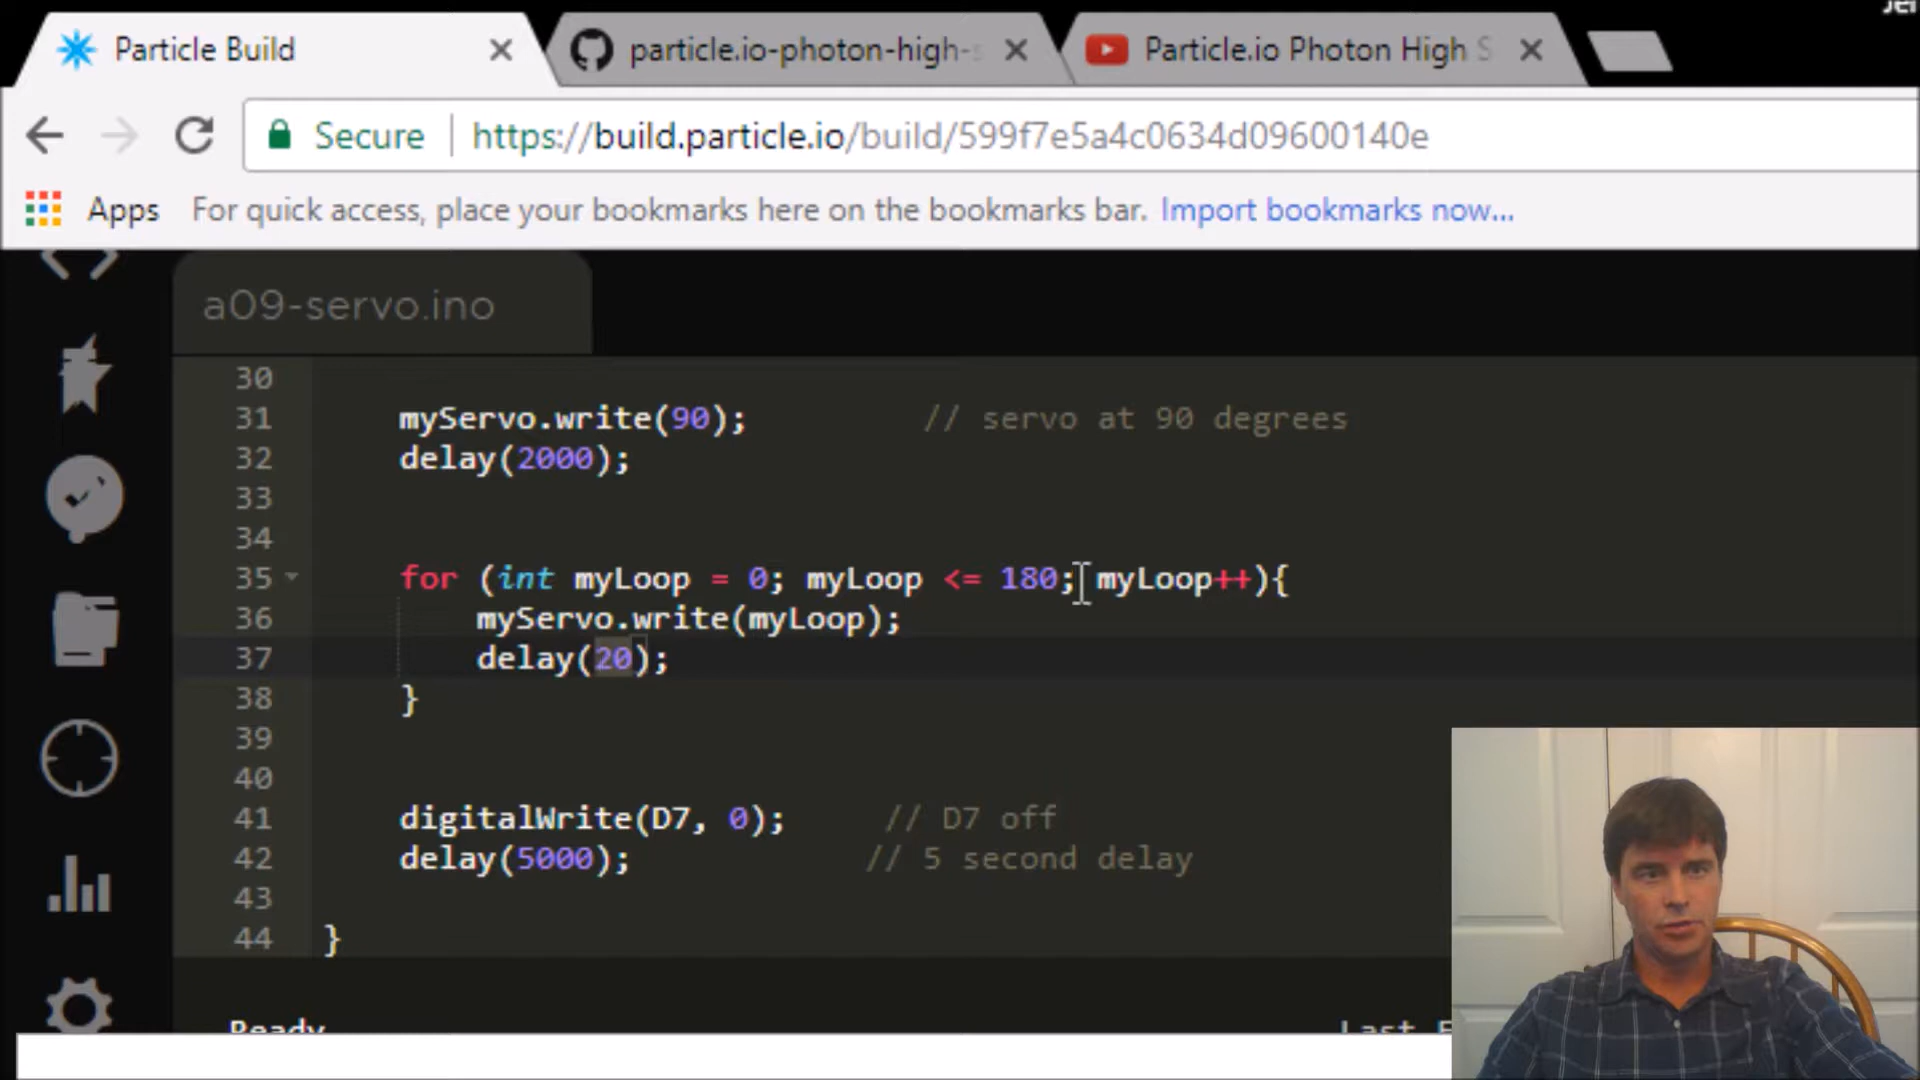 Jef
Particle Build
particle.io-photon-high-s
Particle.io Photon High S
Secure https://build.particle.io/build/599f7e5a4c0634d09600140e
Apps For quick access, place your bookmarks here on the bookmarks bar. Import bookmarks now...
a09-servo.ino
30
31 myServo.write(90); // servo at 90 degrees
32 delay(2000);
33
34
35 for (int myLoop = 0; myLoop <= 180; myLoop++){
36 myServo.write(myLoop);
37 delay(20);
38 }
39
40
41 digitalWrite(D7, 0); // D7 off
42 delay(5000); // 5 second delay
43
44 }
Ready. Last